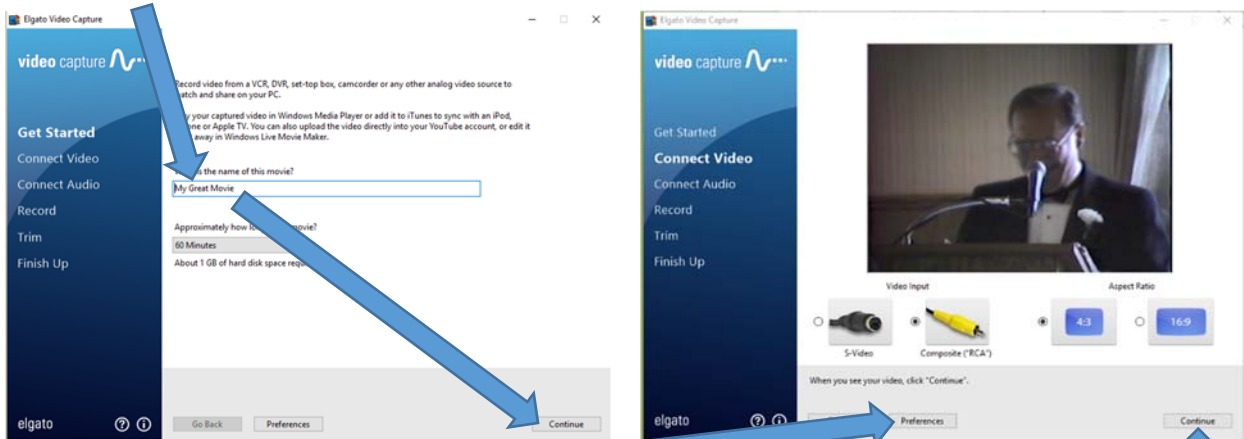 Elgato Video Capture
video capture
Record video from a VCR, DVR, set-top box, camcorder or any other analog video source to
and share on your PC.
your captured video in Windows Media Player or add it to iTunes to sync with an iPod,
or Apple TV. You can also upload the video directly into your YouTube account, or edit it
away in Windows Live Movie Maker.
Get Started
Connect Video
Connect Audio
Record
Trim
Finish Up
is the name of this movie?
My Great Movie
Approximately how movie?
60 Minutes
About 1 GB of hard disk space
elgato
Go Back
Preferences
Continue
Elgato Video Capture
video capture
Get Started
Connect Video
Connect Audio
Record
Trim
Finish Up
Video Input
Aspect Ratio
4:3
16:9
S-Video
Composite ("RCA")
When you see your video, click "Continue".
elgato
Preferences
Continue